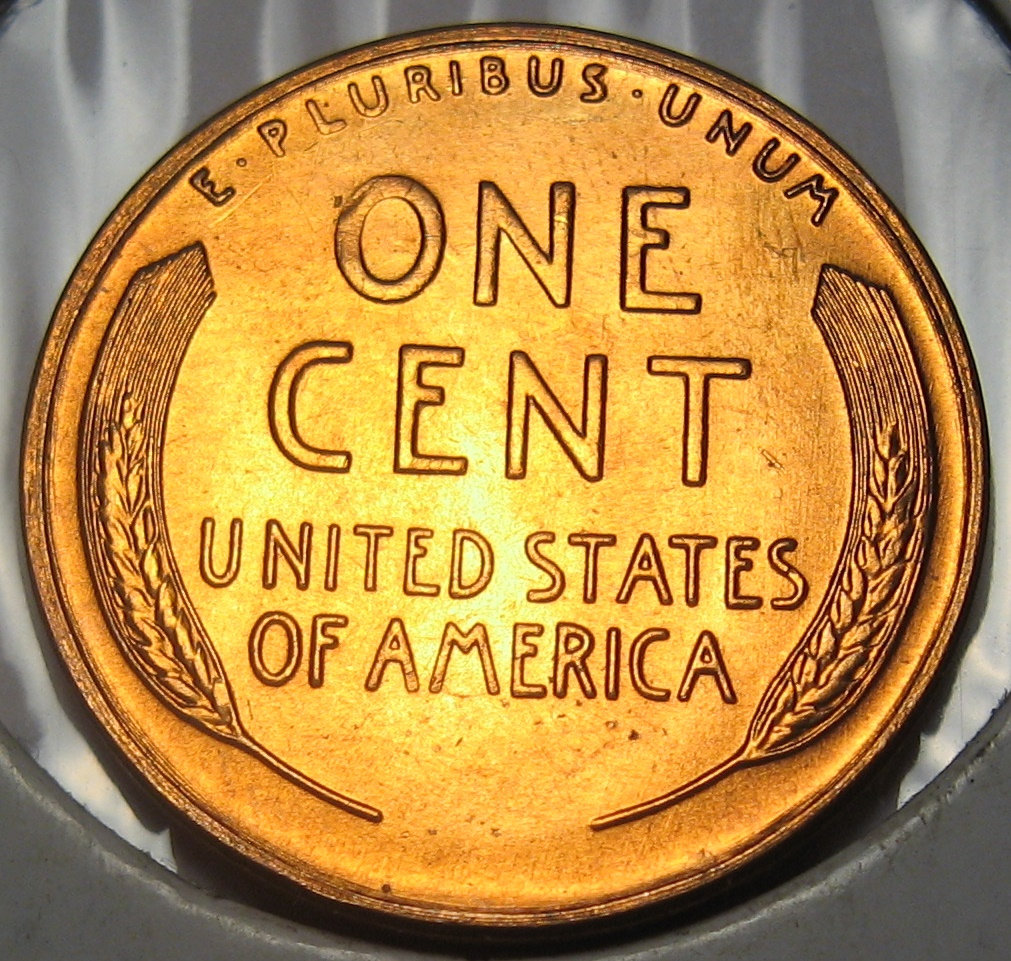 E · PLURIBUS · UNUM
ONE
CENT
UNITED STATES
OF AMERICA